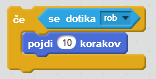 če se dotika rob
pojdi 10 korakov